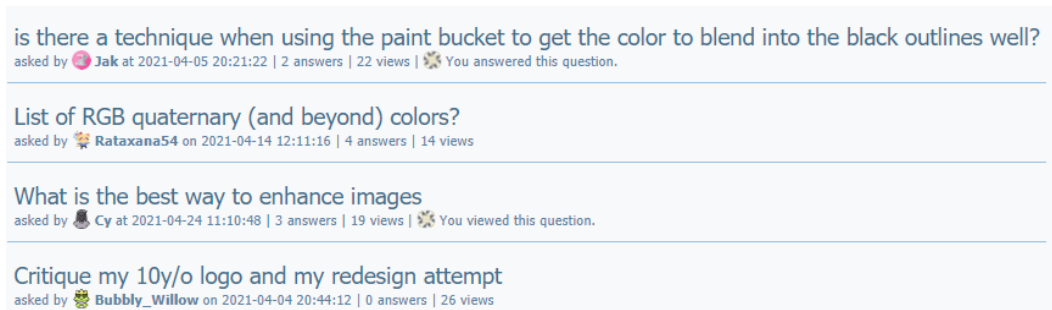 is there a technique when using the paint bucket to get the color to blend into the black outlines well?
asked by Jak at 2021-04-05 20:21:22 | 2 answers | 22 views | You answered this question.
List of RGB quaternary (and beyond) colors?
asked by Rataxana54 on 2021-04-14 12:11:16 | 4 answers | 14 views
What is the best way to enhance images
asked by Cy at 2021-04-24 11:10:48 | 3 answers | 19 views | You viewed this question.
Critique my 10y/o logo and my redesign attempt
asked by Bubbly_Willow on 2021-04-04 20:44:12 | 0 answers | 26 views